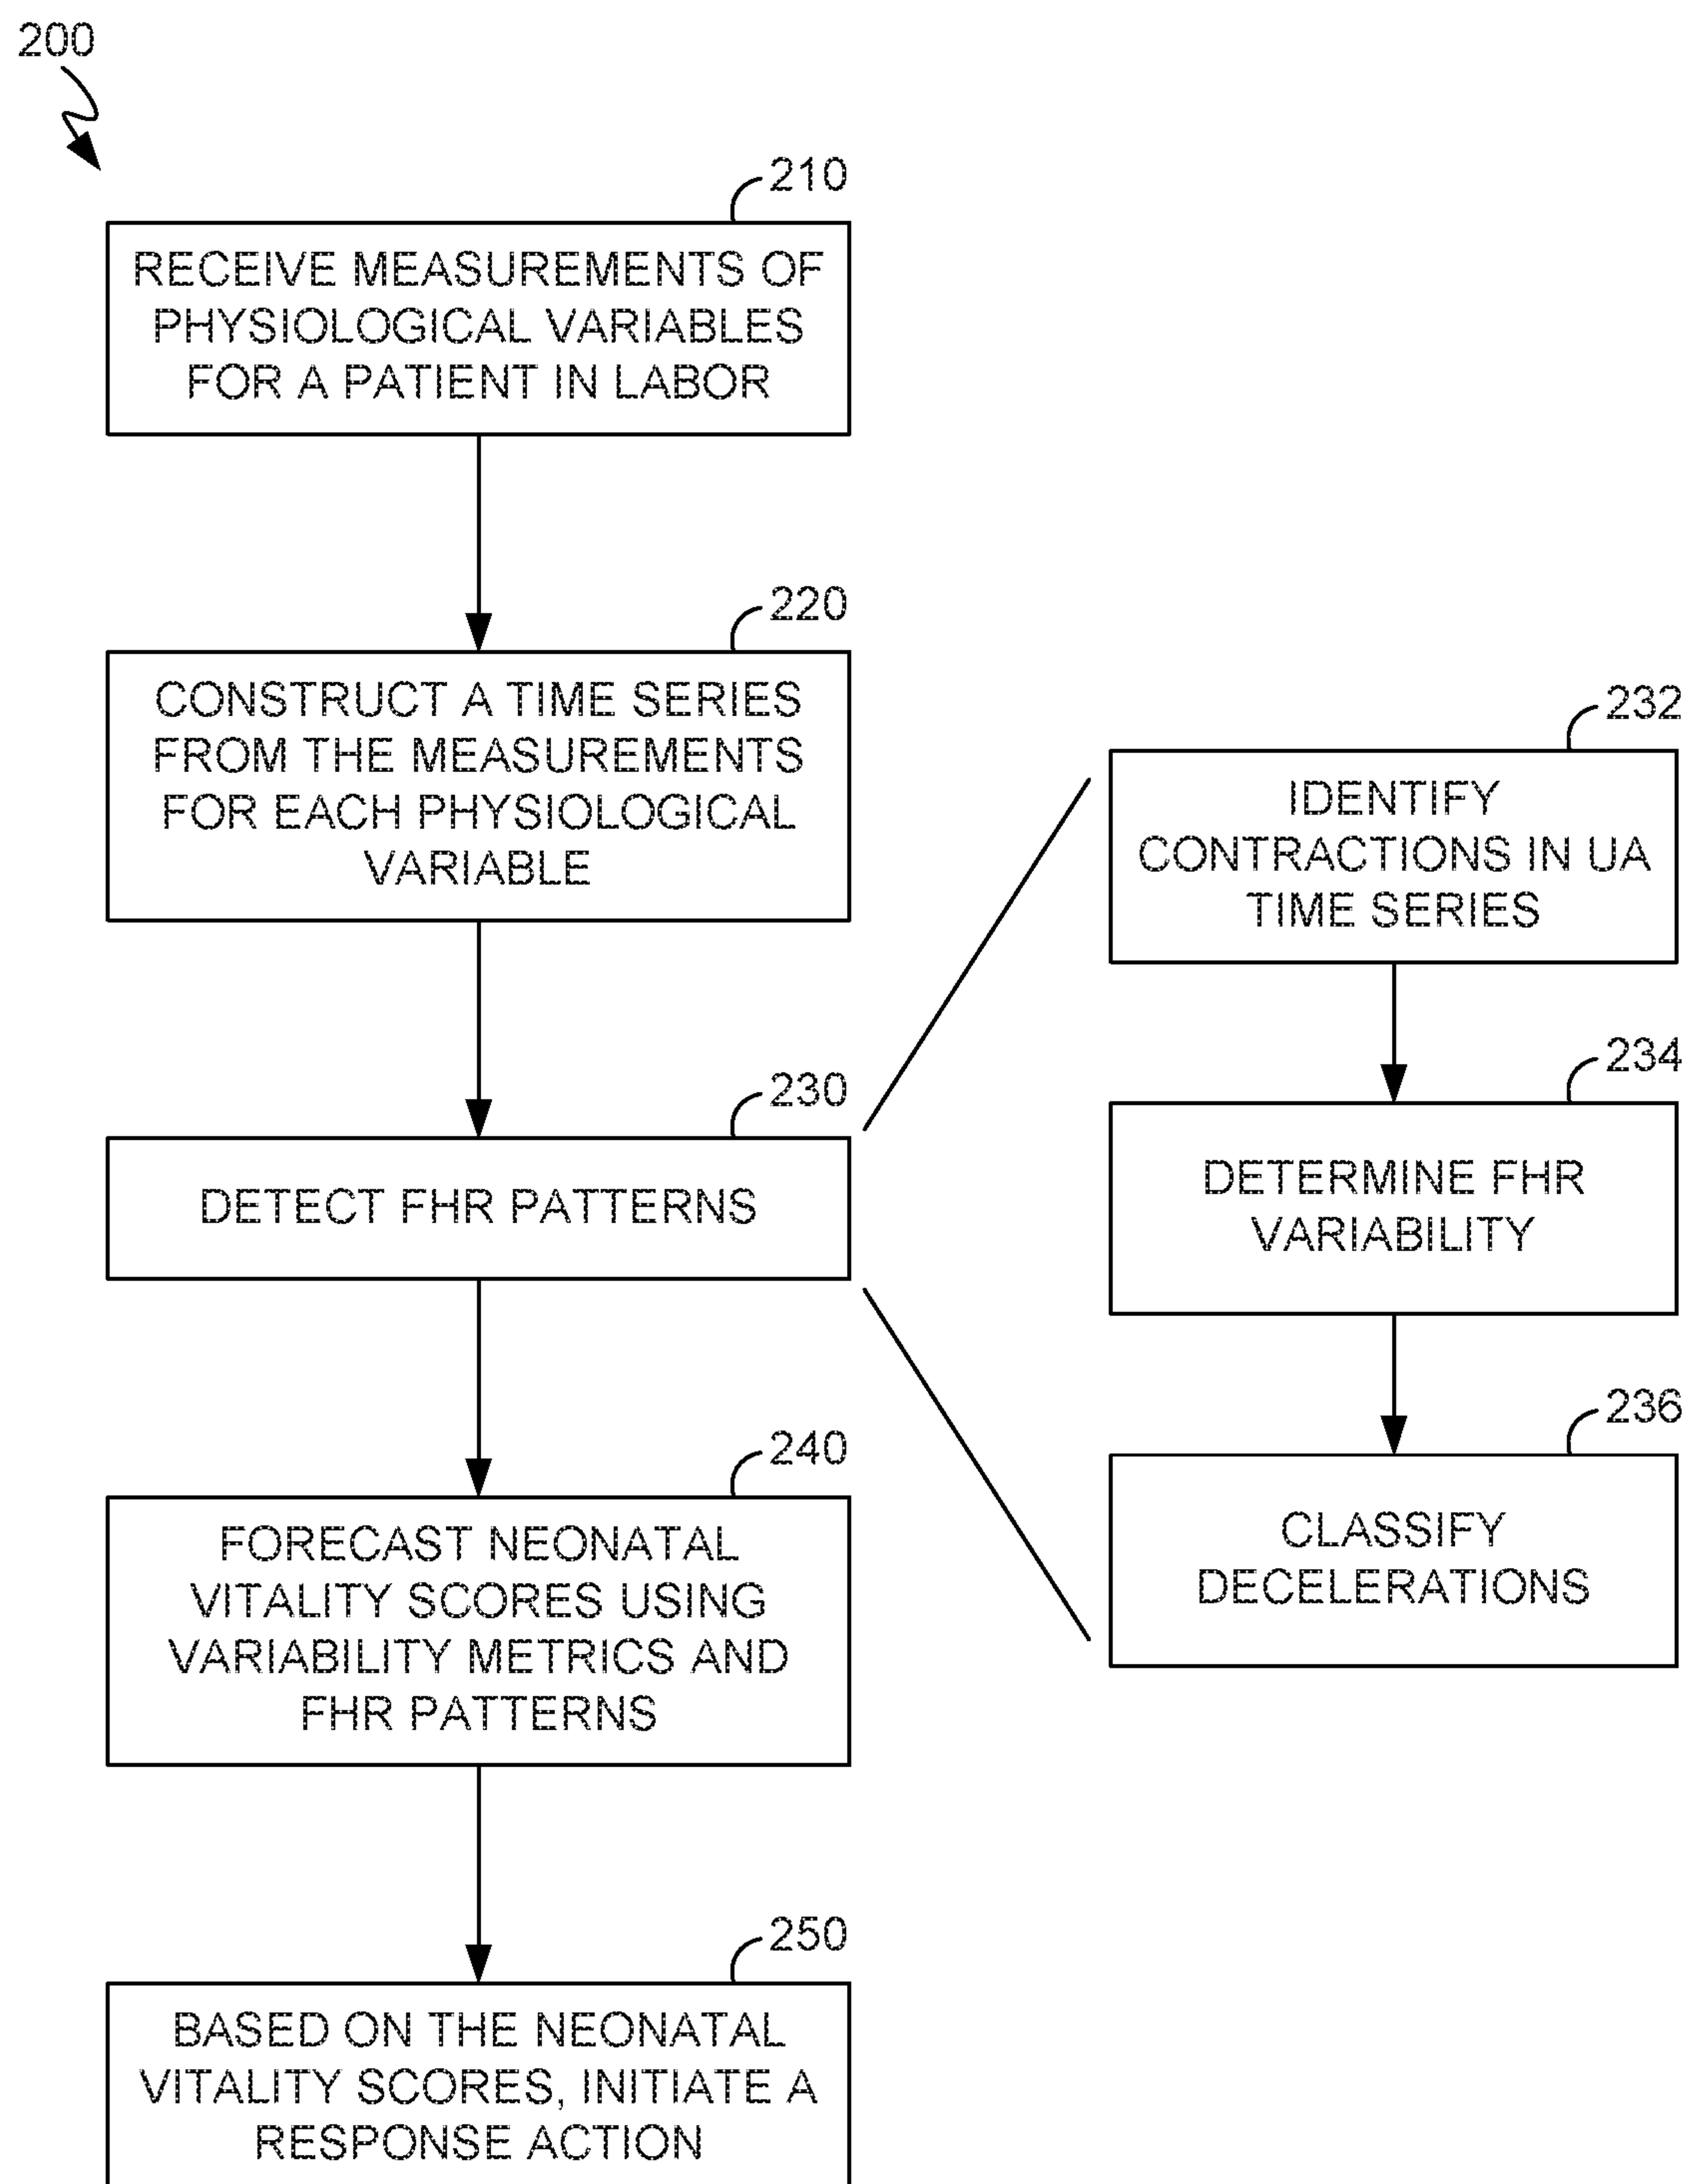 200
210
RECEIVE MEASUREMENTS OF
PHYSIOLOGICAL VARIABLES
FOR A PATIENT IN LABOR
220
CONSTRUCT A TIME SERIES
FROM THE MEASUREMENTS
FOR EACH PHYSIOLOGICAL
VARIABLE
230
DETECT FHR PATTERNS
232
IDENTIFY
CONTRACTIONS IN UA
TIME SERIES
234
DETERMINE FHR
VARIABILITY
236
CLASSIFY
DECELERATIONS
240
FORECAST NEONATAL
VITALITY SCORES USING
VARIABILITY METRICS AND
FHR PATTERNS
250
BASED ON THE NEONATAL
VITALITY SCORES, INITIATE A
RESPONSE ACTION